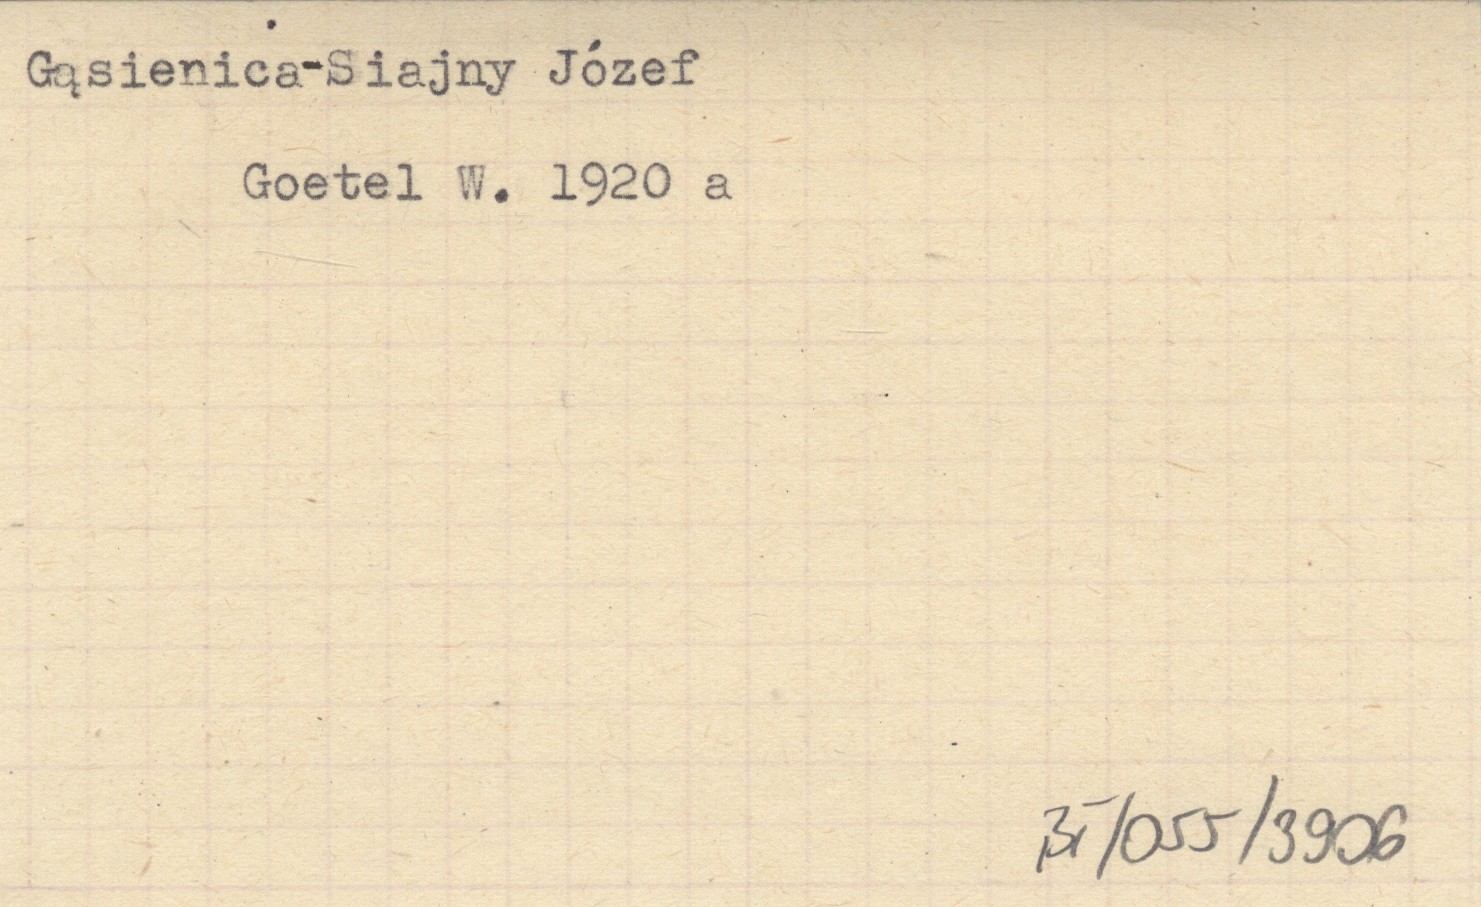 Gąsienica-Siajny Józef
Goetel W. 1920 a
BI/055/3906